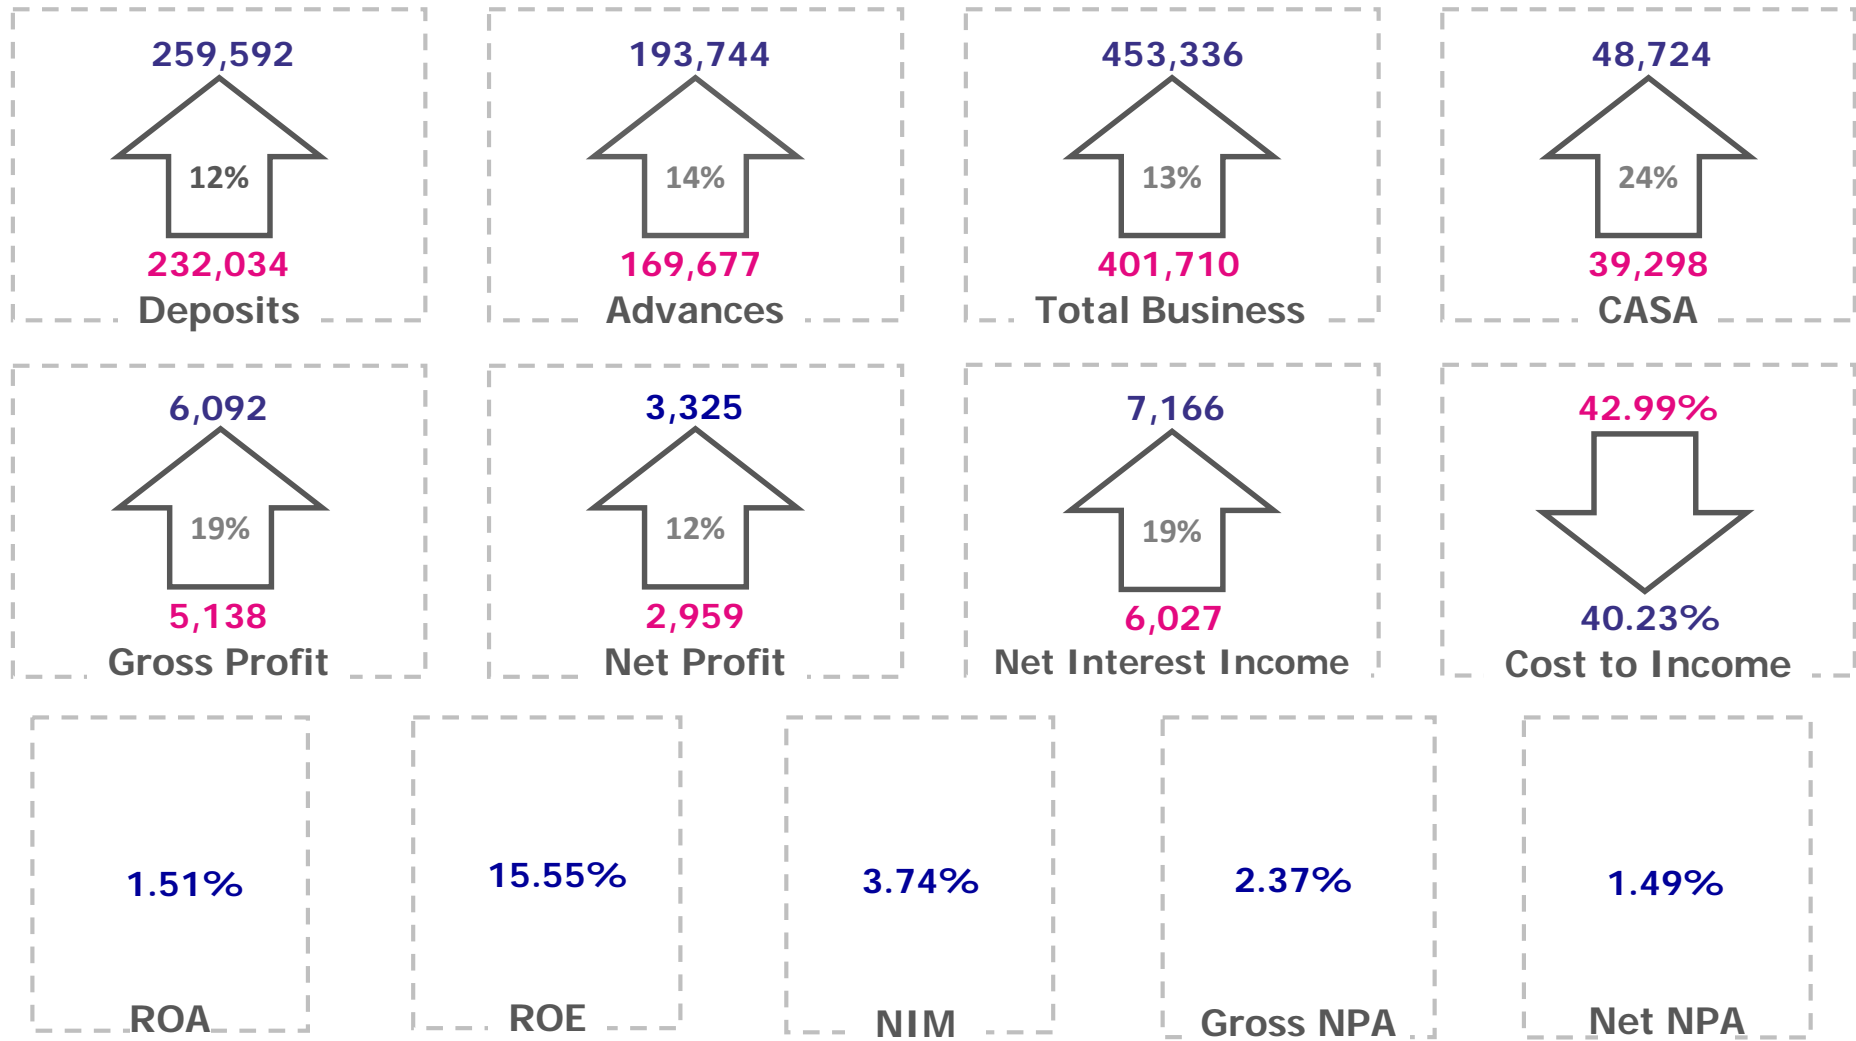 259,592
12%
232,034
Deposits
193,744
14%
169,677
Advances
453,336
13%
401,710
Total Business
48,724
24%
39,298
CASA
6,092
19%
5,138
Gross Profit
3,325
12%
2,959
Net Profit
7,166
19%
6,027
Net Interest Income
42.99%
40.23%
Cost to Income
1.51%
ROA
15.55%
ROE
3.74%
NIM
2.37%
Gross NPA
1.49%
Net NPA